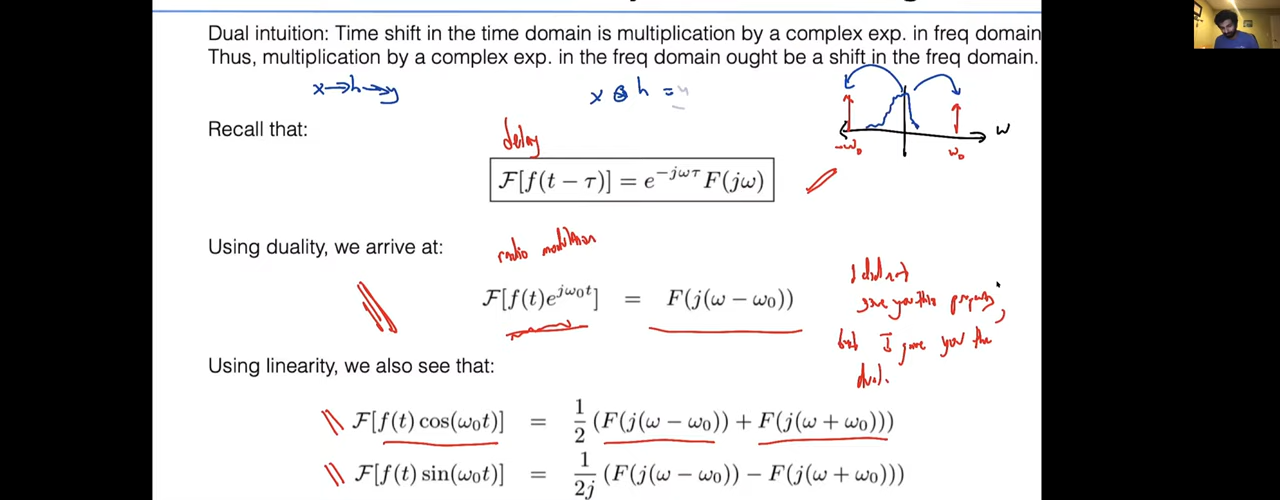 Dual intuition: Time shift in the time domain is multiplication by a complex exp. in freq domain
Thus, multiplication by a complex exp. in the freq domain ought be a shift in the freq domain.
x → h → y
x ⊛ h = y
ω
-ω₀
ω₀
Recall that:
delay
F[f(t − τ)] = e^{−jωτ} F(jω)
Using duality, we arrive at:
radio modulation
F[f(t)e^{jω₀t}] = F(j(ω − ω₀))
I did not
give you this property,
but I gave you the
dual.
Using linearity, we also see that:
F[f(t) cos(ω₀t)] = 1/2 (F(j(ω − ω₀)) + F(j(ω + ω₀)))
F[f(t) sin(ω₀t)] = 1/2j (F(j(ω − ω₀)) − F(j(ω + ω₀)))